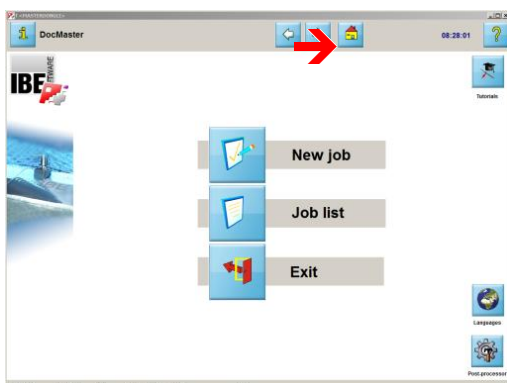 DocMaster
08:28:01
?
IBE
Tutorials
New job
Job list
Exit
Languages
Post.processor